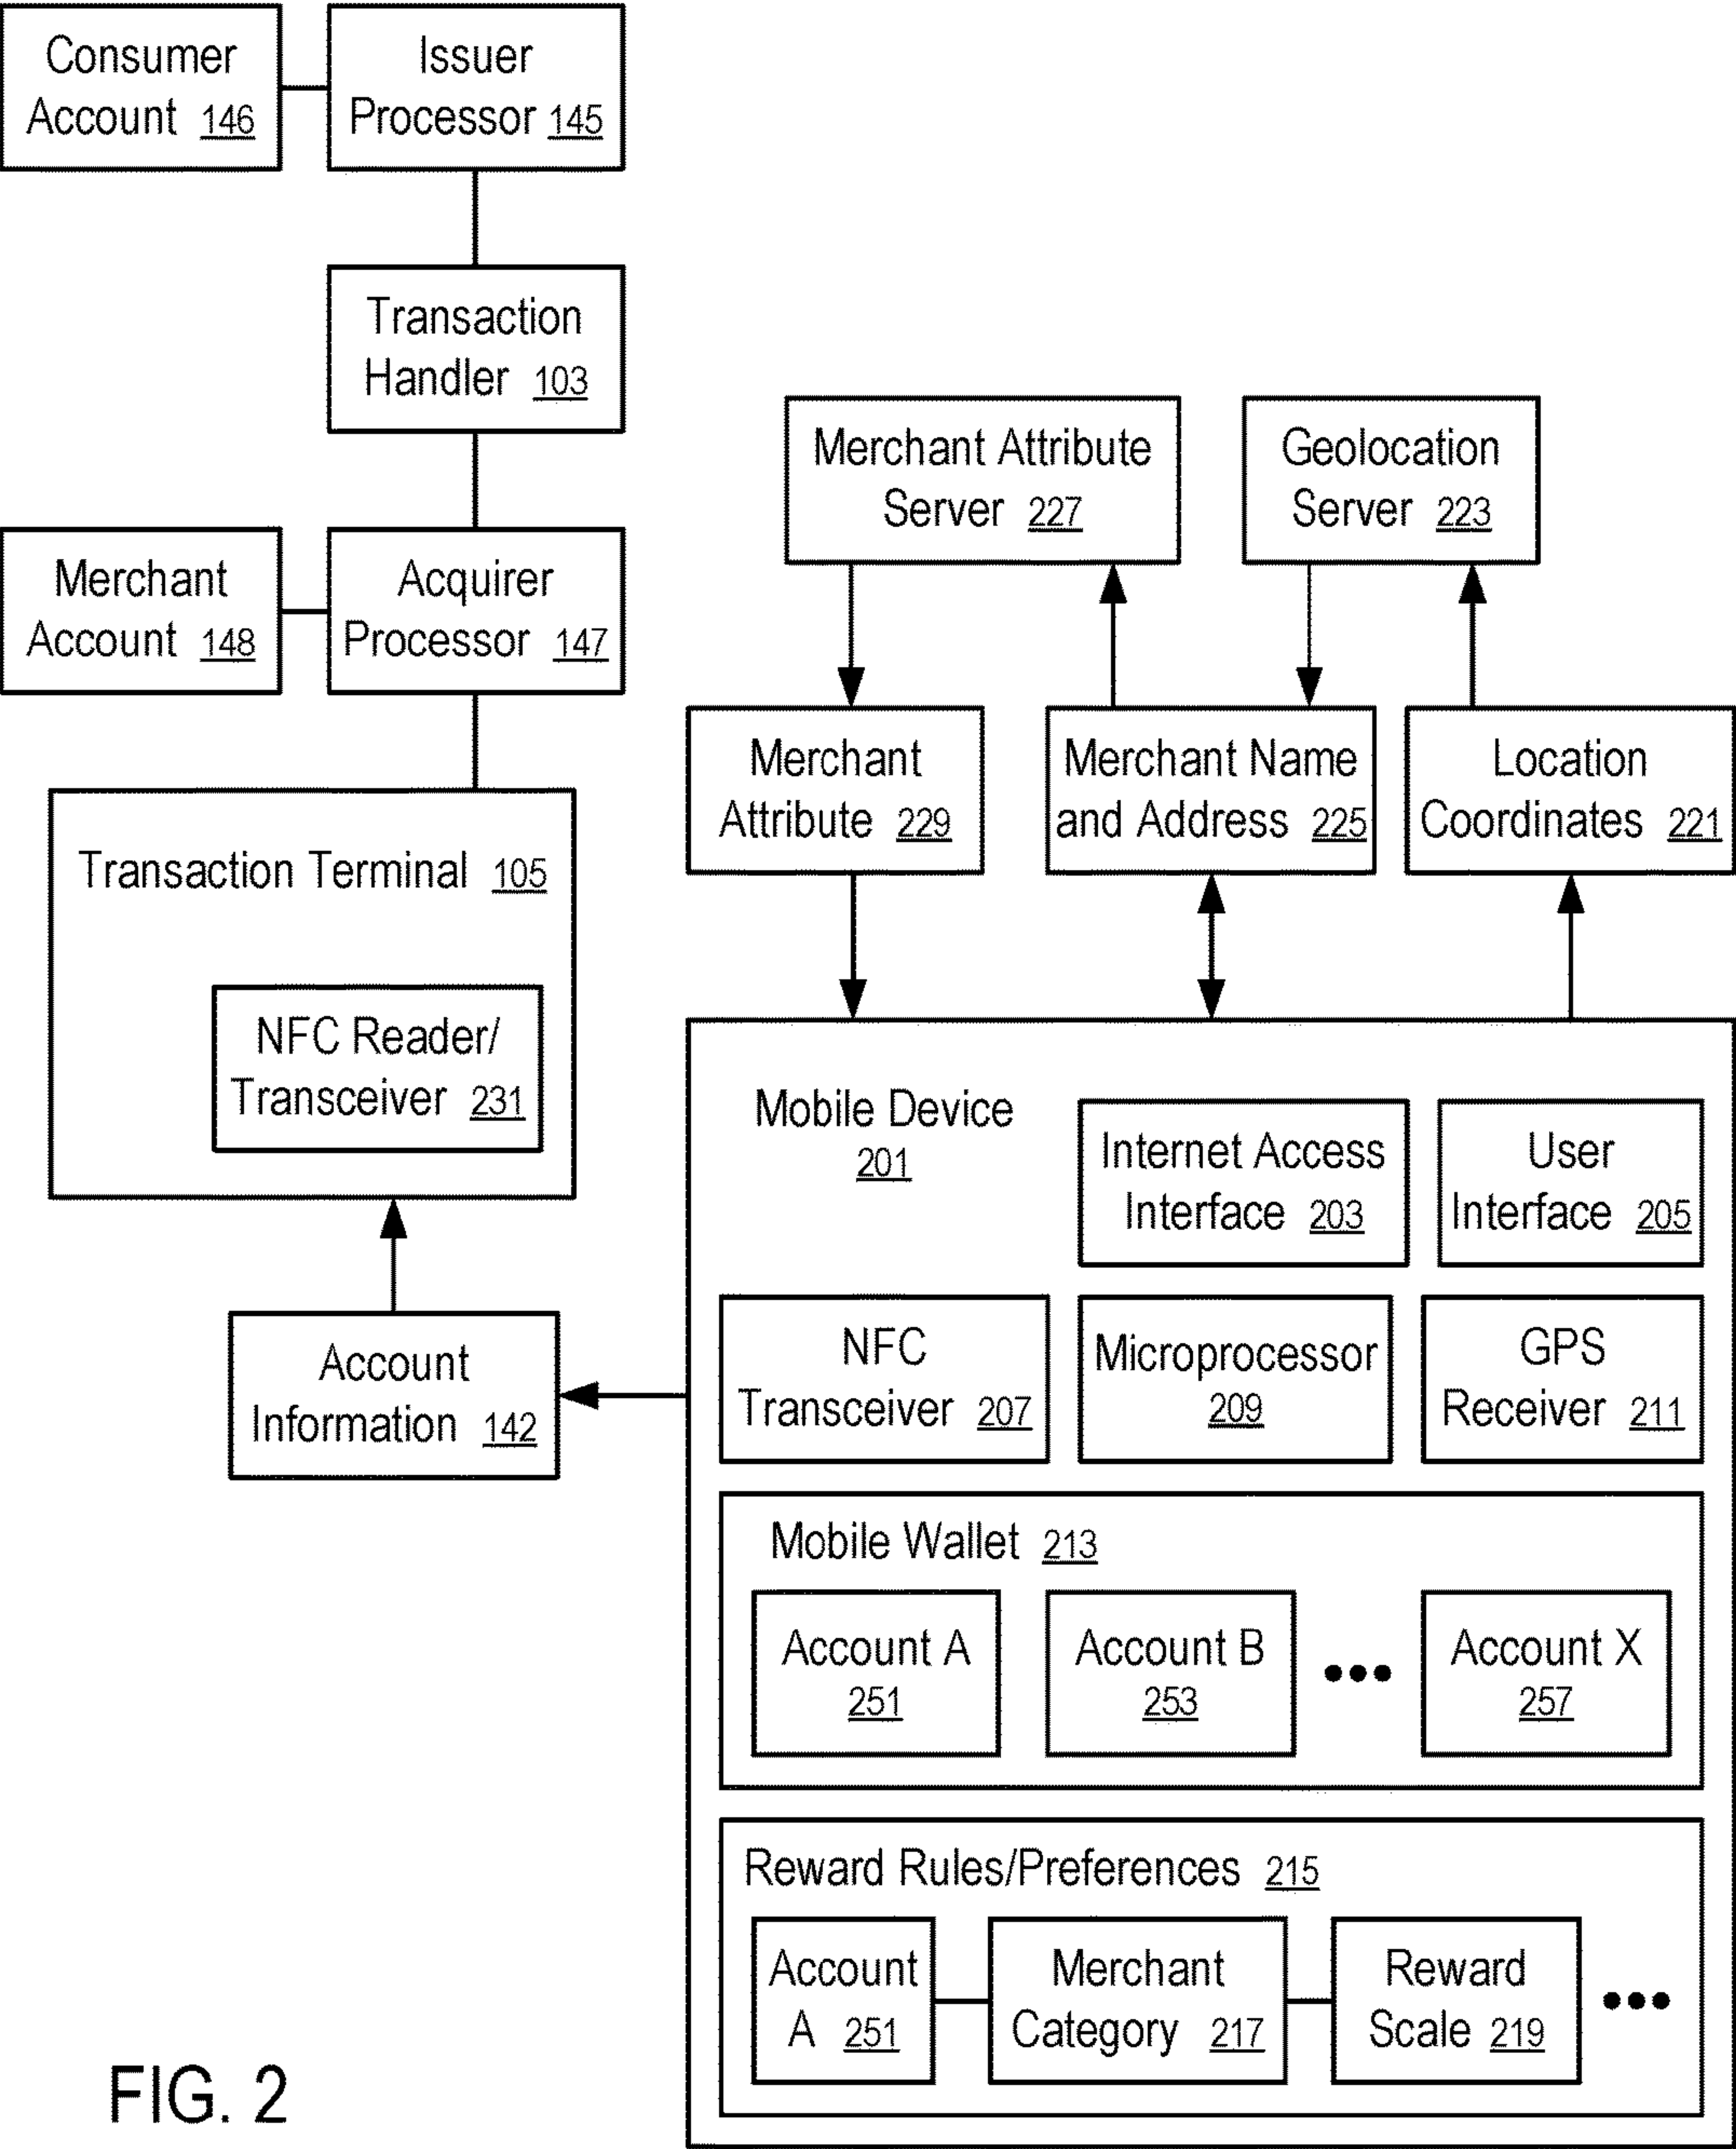 Consumer
Account 146
Issuer
Processor 145
Transaction
Handler 103
Merchant Attribute
Server 227
Geolocation
Server 223
Merchant
Account 148
Acquirer
Processor 147
Merchant
Attribute 229
Merchant Name
and Address 225
Location
Coordinates 221
Transaction Terminal 105
NFC Reader/
Transceiver 231
Mobile Device
201
Internet Access
Interface 203
User
Interface 205
Account
Information 142
NFC
Transceiver 207
Microprocessor
209
GPS
Receiver 211
Mobile Wallet 213
Account A
251
Account B
253
•••
Account X
257
Reward Rules/Preferences 215
Account
A 251
Merchant
Category 217
Reward
Scale 219
•••
FIG. 2